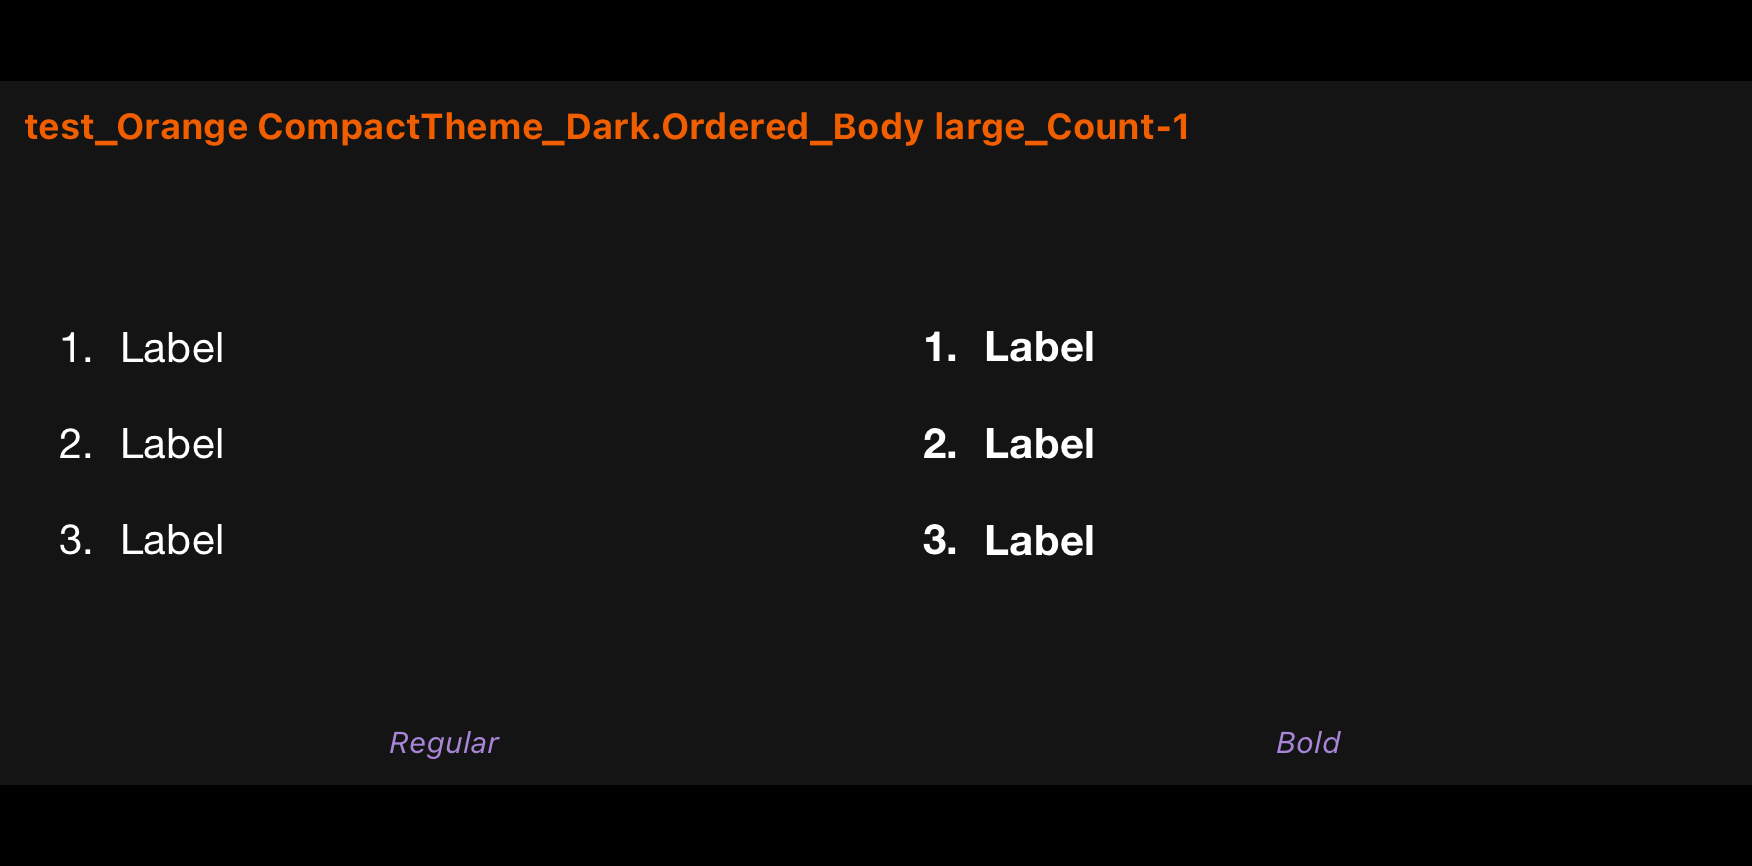 test_Orange CompactTheme_Dark.Ordered_Body large_Count-1
1. Label
2. Label
3. Label
Regular
1. Label
2. Label
3. Label
Bold